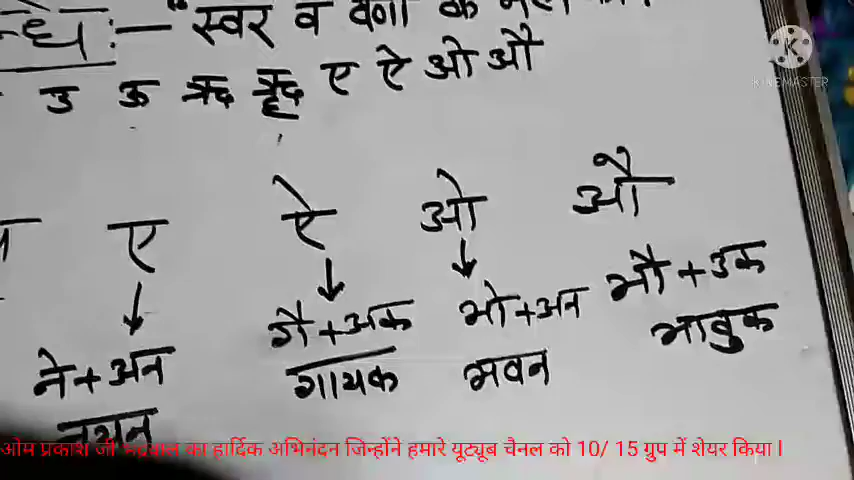 न्धि :— "स्वर व वर्णो के मेल
उ ऊ ऋ ॠ ए ऐ ओ औ
ए ऐ ओ औ
ने+अन गै+अक भो+अन भौ+उक
नयन गायक भवन भावुक
ओम प्रकाश जी का हार्दिक अभिनंदन जिन्होंने हमारे यूट्यूब चैनल को 10/ 15 ग्रुप में शेयर किया l
KINEMASTER